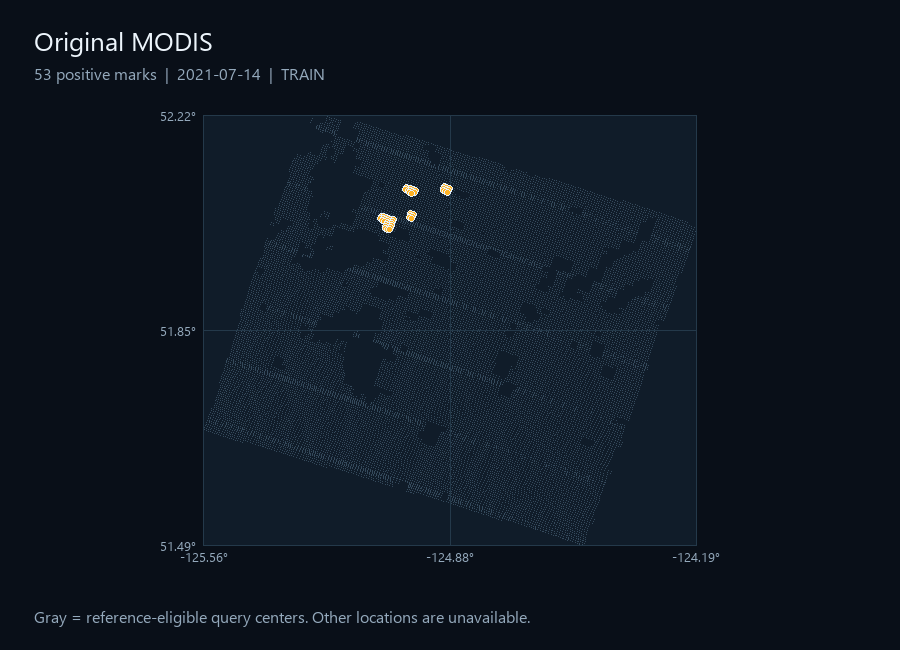 Original MODIS
53 positive marks | 2021-07-14 | TRAIN
52.22°
51.85°
51.49°
-125.56°
-124.88°
-124.19°
Gray = reference-eligible query centers. Other locations are unavailable.